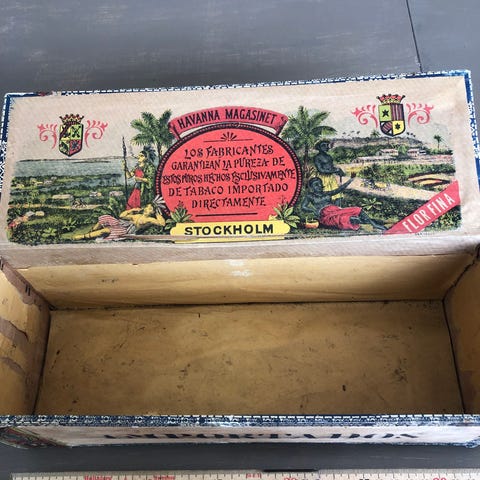 HAVANNA MAGASINET
LOS FABRICANTES
GARANTIZAN LA PUREZA DE
ESTOS PUROS HECHOS ESCLUSIVAMENTE
DE TABACO IMPORTADO
DIRECTAMENTE
STOCKHOLM
FLOR FINA